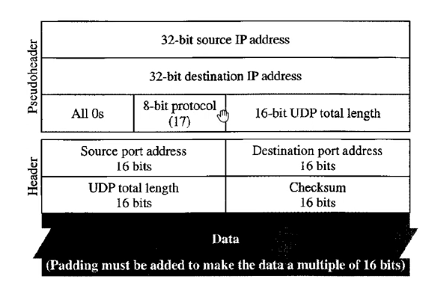 Pseudoheader
32-bit source IP address
32-bit destination IP address
All 0s
8-bit protocol
(17)
16-bit UDP total length
Header
Source port address
16 bits
Destination port address
16 bits
UDP total length
16 bits
Checksum
16 bits
Data
(Padding must be added to make the data a multiple of 16 bits)